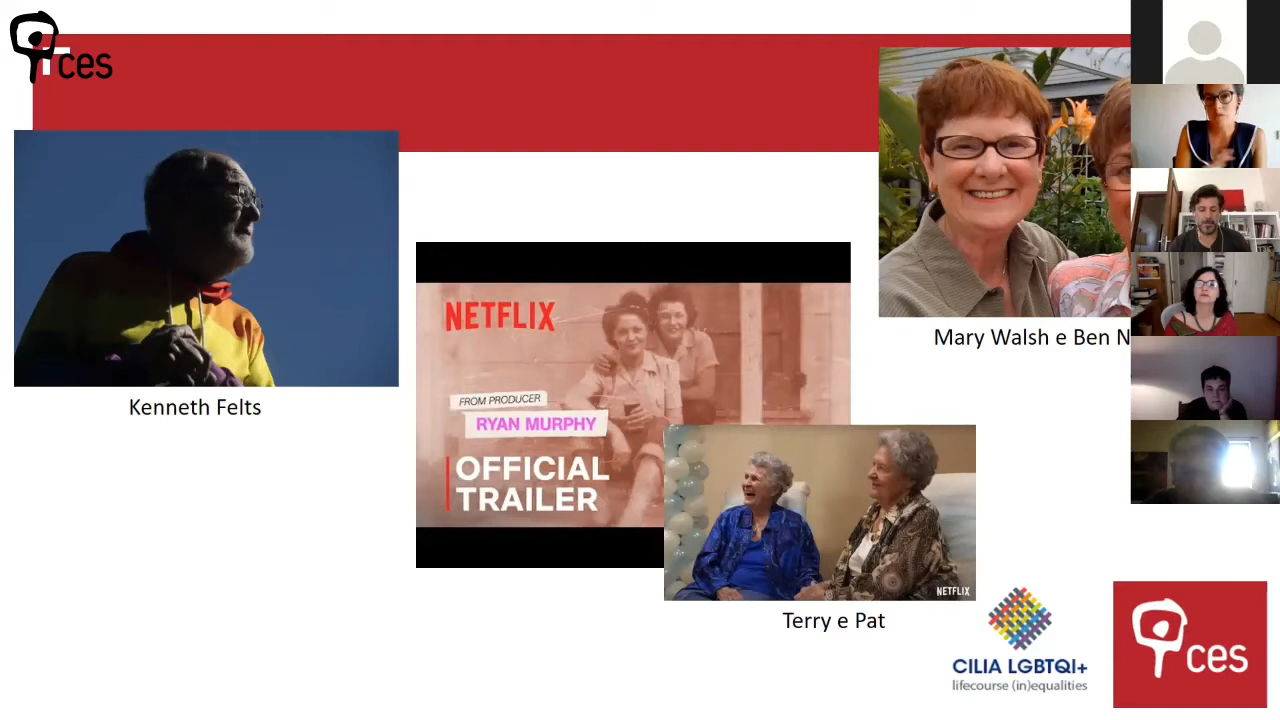 ces
Kenneth Felts
NETFLIX
FROM PRODUCER
RYAN MURPHY
OFFICIAL
TRAILER
Mary Walsh e Ben N
NETFLIX
Terry e Pat
CILIA LGBTQI+
lifecourse (in)equalities
ces